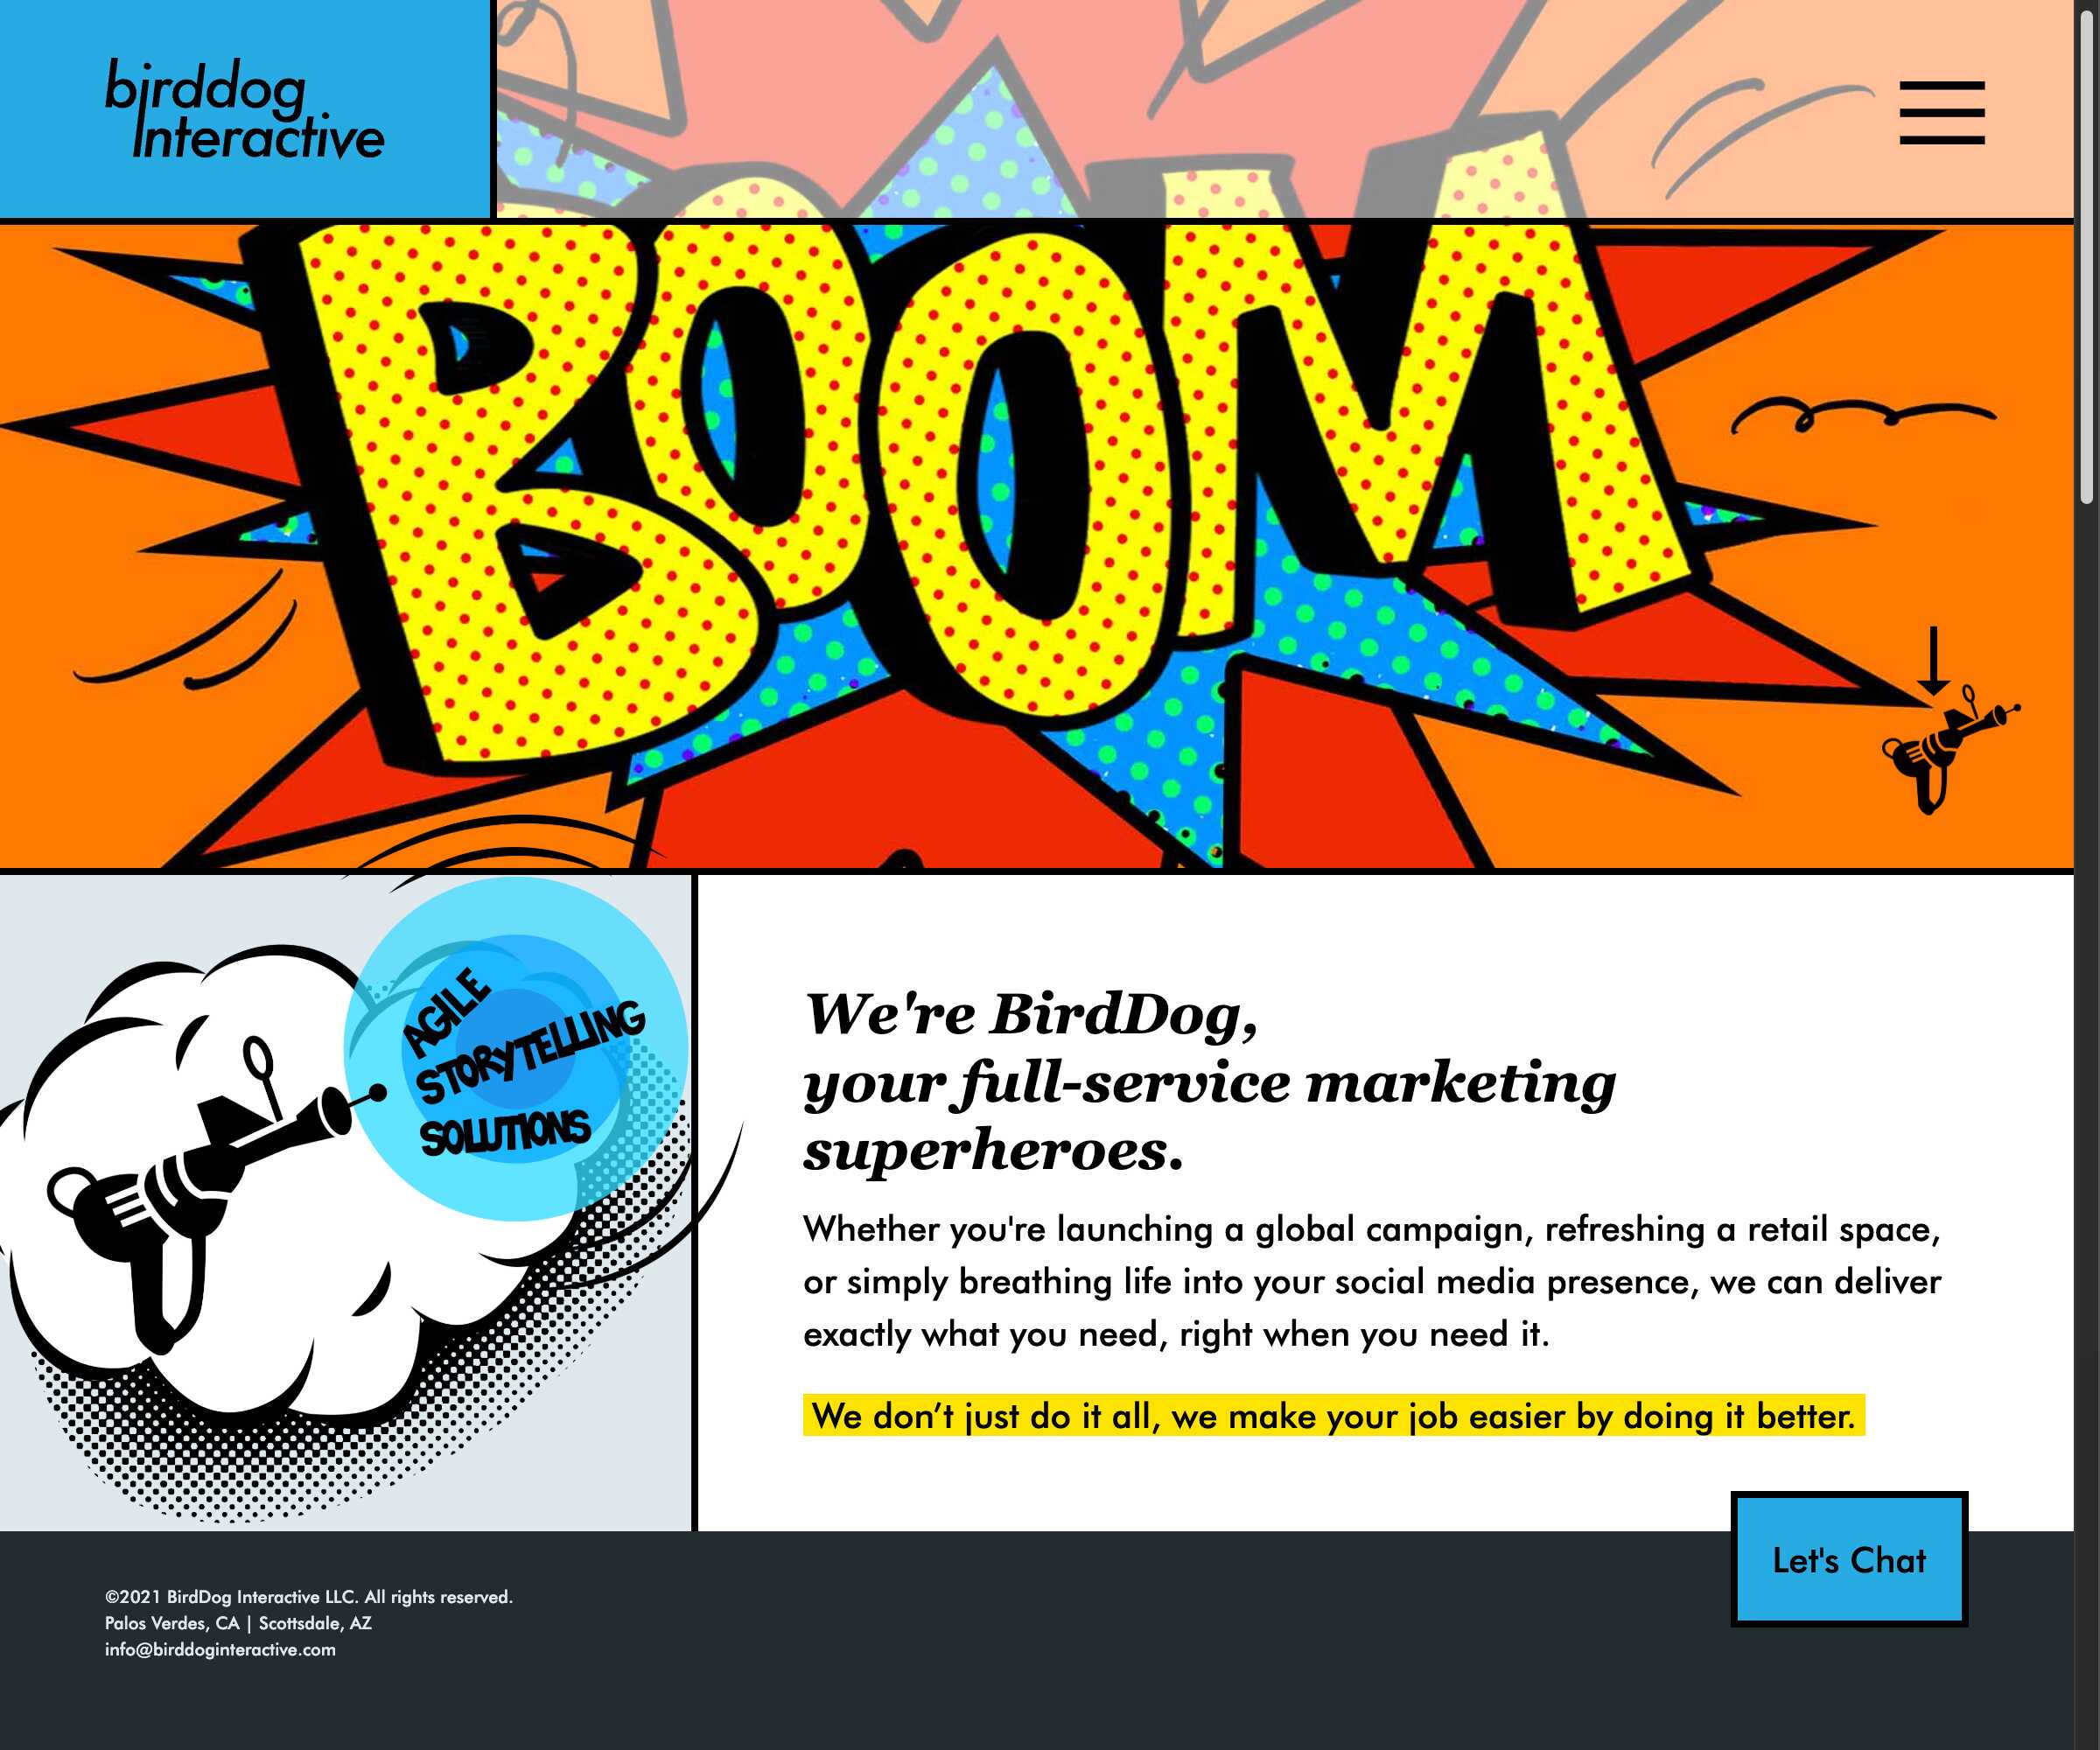 birddog
Interactive
BOOM
AGILE
STORYTELLING
SOLUTIONS
We're BirdDog,
your full-service marketing
superheroes.
Whether you're launching a global campaign, refreshing a retail space,
or simply breathing life into your social media presence, we can deliver
exactly what you need, right when you need it.
We don’t just do it all, we make your job easier by doing it better.
Let's Chat
©2021 BirdDog Interactive LLC. All rights reserved.
Palos Verdes, CA | Scottsdale, AZ
info@birddoginteractive.com